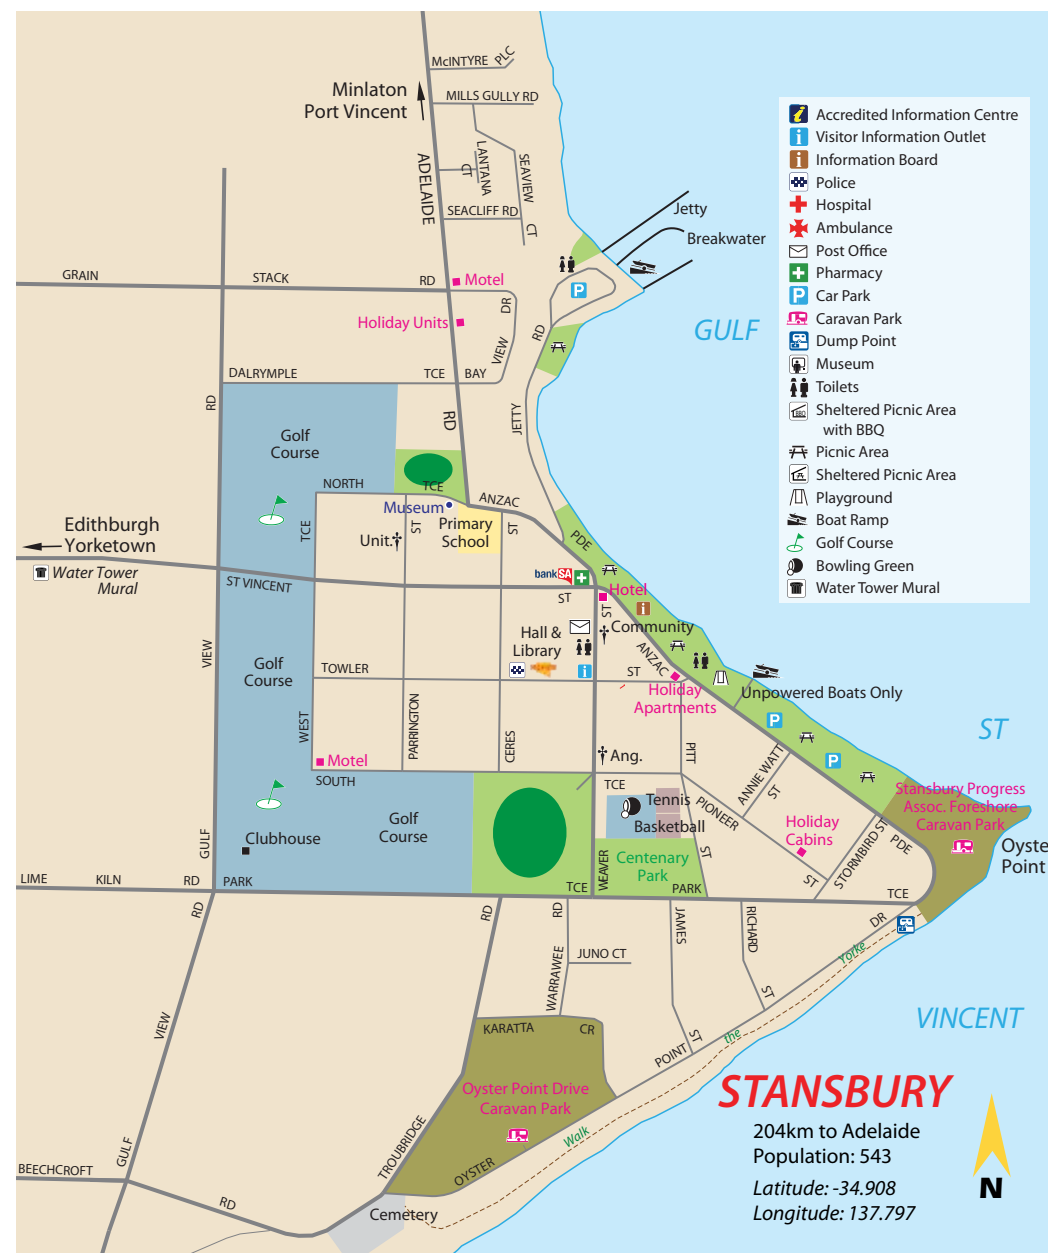 McINTYRE PLC
Minlaton
Port Vincent
MILLS GULLY RD
ADELAIDE
LANTANA
CT
SEAVIEW
CT
SEACLIFF RD
Jetty
Breakwater
GRAIN STACK RD
Motel
Holiday Units
P
VIEW DR
JETTY RD
DALRYMPLE TCE
BAY
RD
RD
GULF
Accredited Information Centre
Visitor Information Outlet
Information Board
Police
Hospital
Ambulance
Post Office
Pharmacy
P Car Park
Caravan Park
Dump Point
Museum
Toilets
BBQ
Sheltered Picnic Area
with BBQ
Picnic Area
Sheltered Picnic Area
Playground
Boat Ramp
Golf Course
Bowling Green
Water Tower Mural
Golf
Course
NORTH TCE
Museum
ANZAC
PDE
Primary
School
TCE
ST
ST
Unit.
Edithburgh
Yorketown
Water Tower
Mural
ST VINCENT
ST
bankSA
Hotel
ST
Community
Hall &
Library
ANZAC
VIEW
Golf
Course
TOWLER
ST
Holiday
Apartments
Unpowered Boats Only
P
ST
WEST
PARRINGTON
CERES
Motel
Ang.
PITT
ANNIE WATT
ST
P
SOUTH
TCE
Golf
Course
Clubhouse
GULF
Tennis
Basketball
PIONEER
ST
ST
Holiday
Cabins
Stansbury Progress
Assoc. Foreshore
Caravan Park
Oyste
Point
STORMBIRD ST
PDE
Centenary
Park
WEAVER
LIME KILN RD
PARK
TCE
PARK
TCE
RD
RD
RD
JAMES
ST
RICHARD
ST
DR
Yorke
WARRAWEE
JUNO CT
VIEW
KARATTA CR
POINT
the
VINCENT
STANSBURY
Oyster Point Drive
Caravan Park
204km to Adelaide
Population: 543
Latitude: -34.908
Longitude: 137.797
N
Walk
TROUBRIDGE
OYSTER
GULF
BEECHCROFT
RD
Cemetery